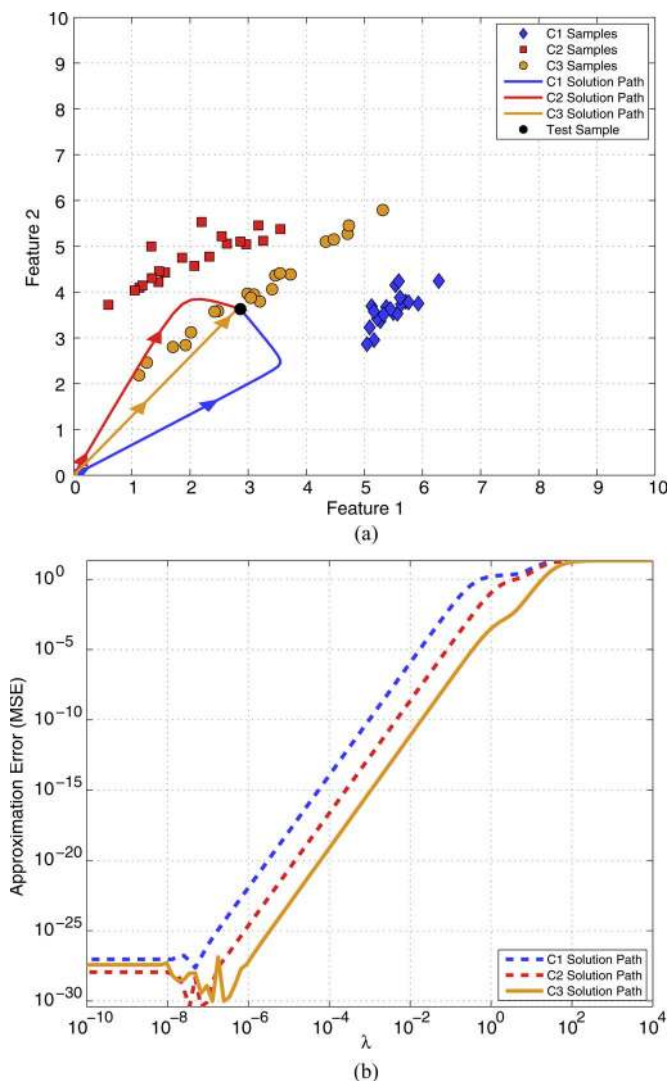 10
9
8
7
6
5
4
3
2
1
0
Feature 2
C1 Samples
C2 Samples
C3 Samples
C1 Solution Path
C2 Solution Path
C3 Solution Path
Test Sample
0 1 2 3 4 5 6 7 8 9 10
Feature 1
(a)
10^0
10^-5
10^-10
10^-15
10^-20
10^-25
10^-30
Approximation Error (MSE)
C1 Solution Path
C2 Solution Path
C3 Solution Path
10^-10 10^-8 10^-6 10^-4 10^-2 10^0 10^2 10^4
λ
(b)